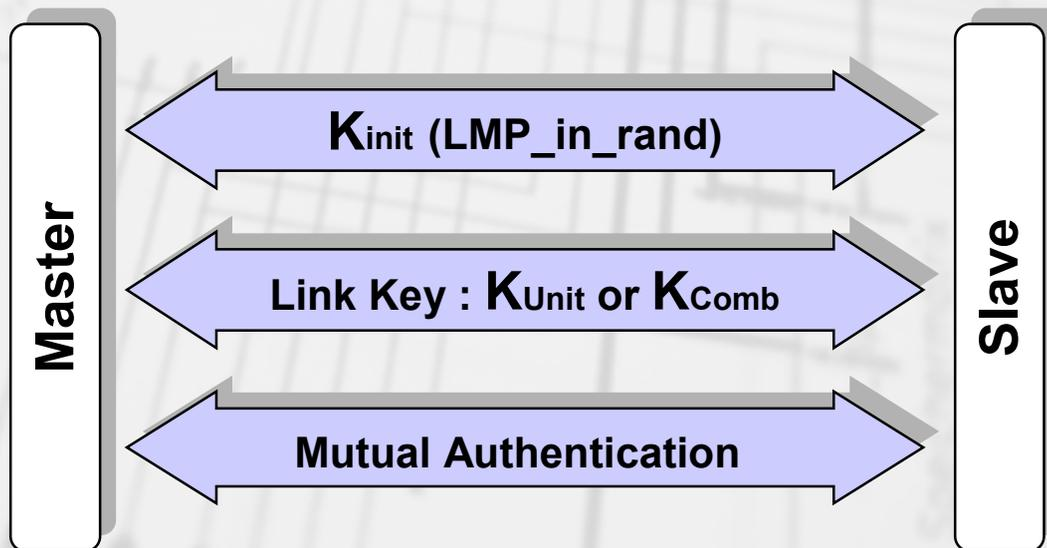 Master
Kinit (LMP_in_rand)
Link Key : KUnit or KComb
Mutual Authentication
Slave